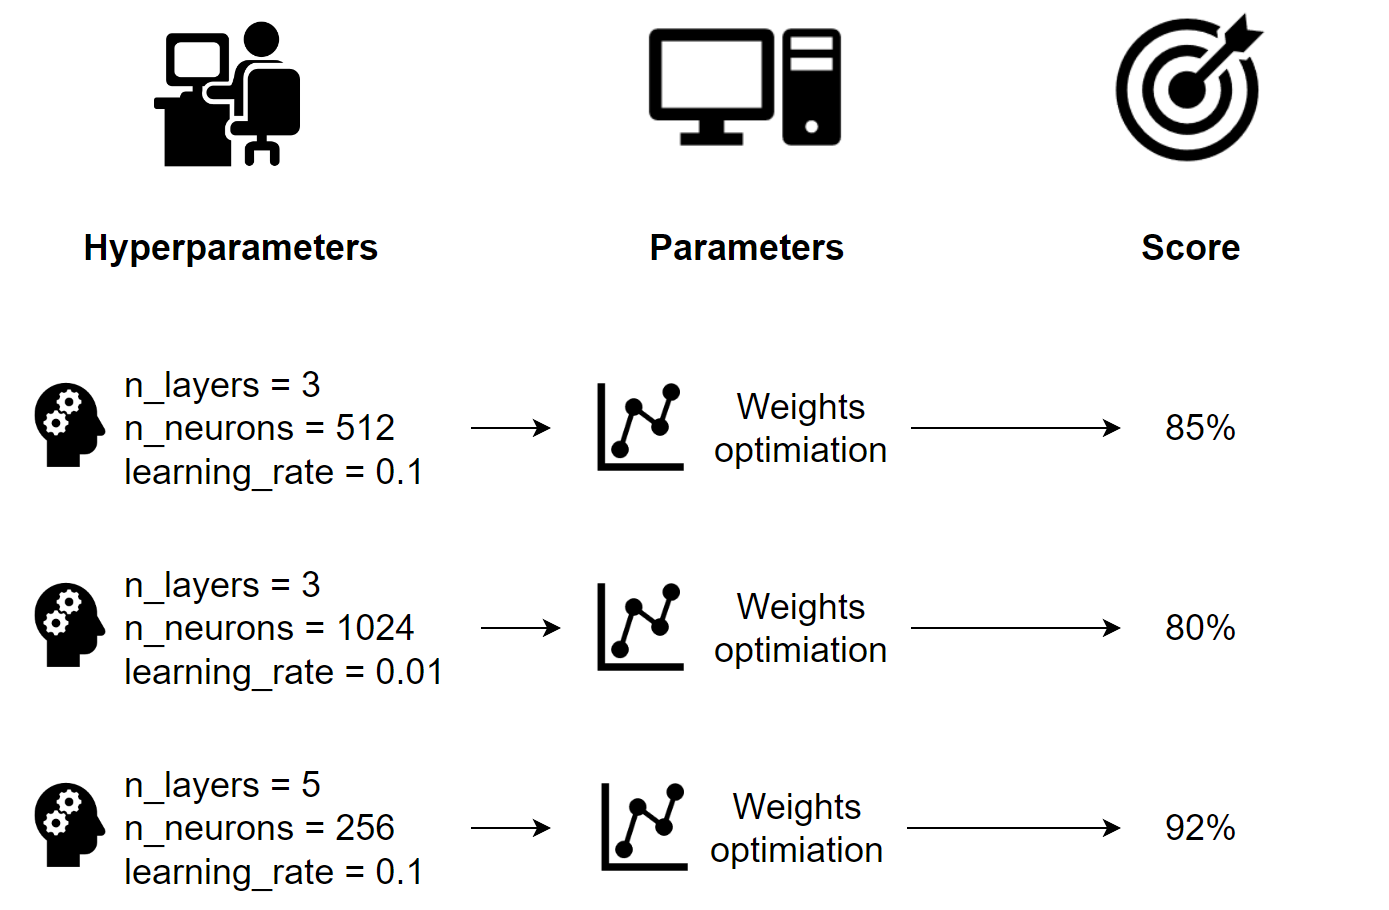 Hyperparameters
Parameters
Score
n_layers = 3
n_neurons = 512
learning_rate = 0.1
Weights
optimiation
85%
n_layers = 3
n_neurons = 1024
learning_rate = 0.01
Weights
optimiation
80%
n_layers = 5
n_neurons = 256
learning_rate = 0.1
Weights
optimiation
92%